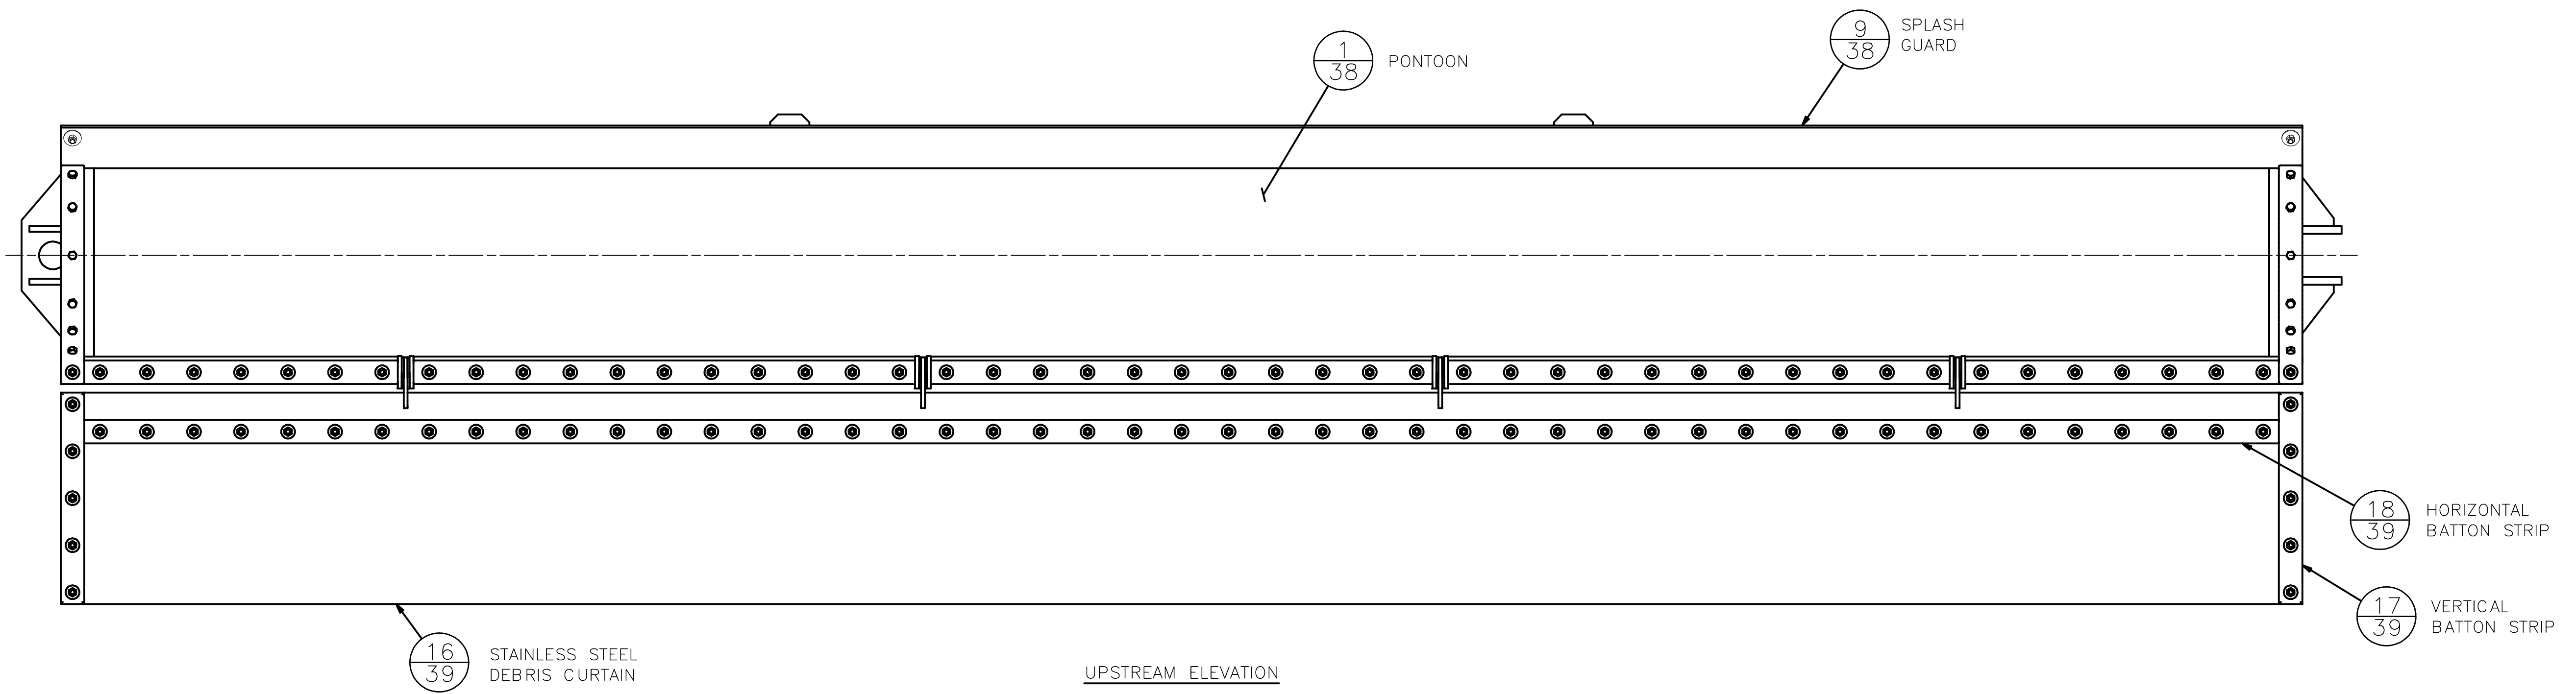 9
38
SPLASH
GUARD
1
38
PONTOON
18
39
HORIZONTAL
BATTON STRIP
17
39
VERTICAL
BATTON STRIP
16
39
STAINLESS STEEL
DEBRIS CURTAIN
UPSTREAM ELEVATION